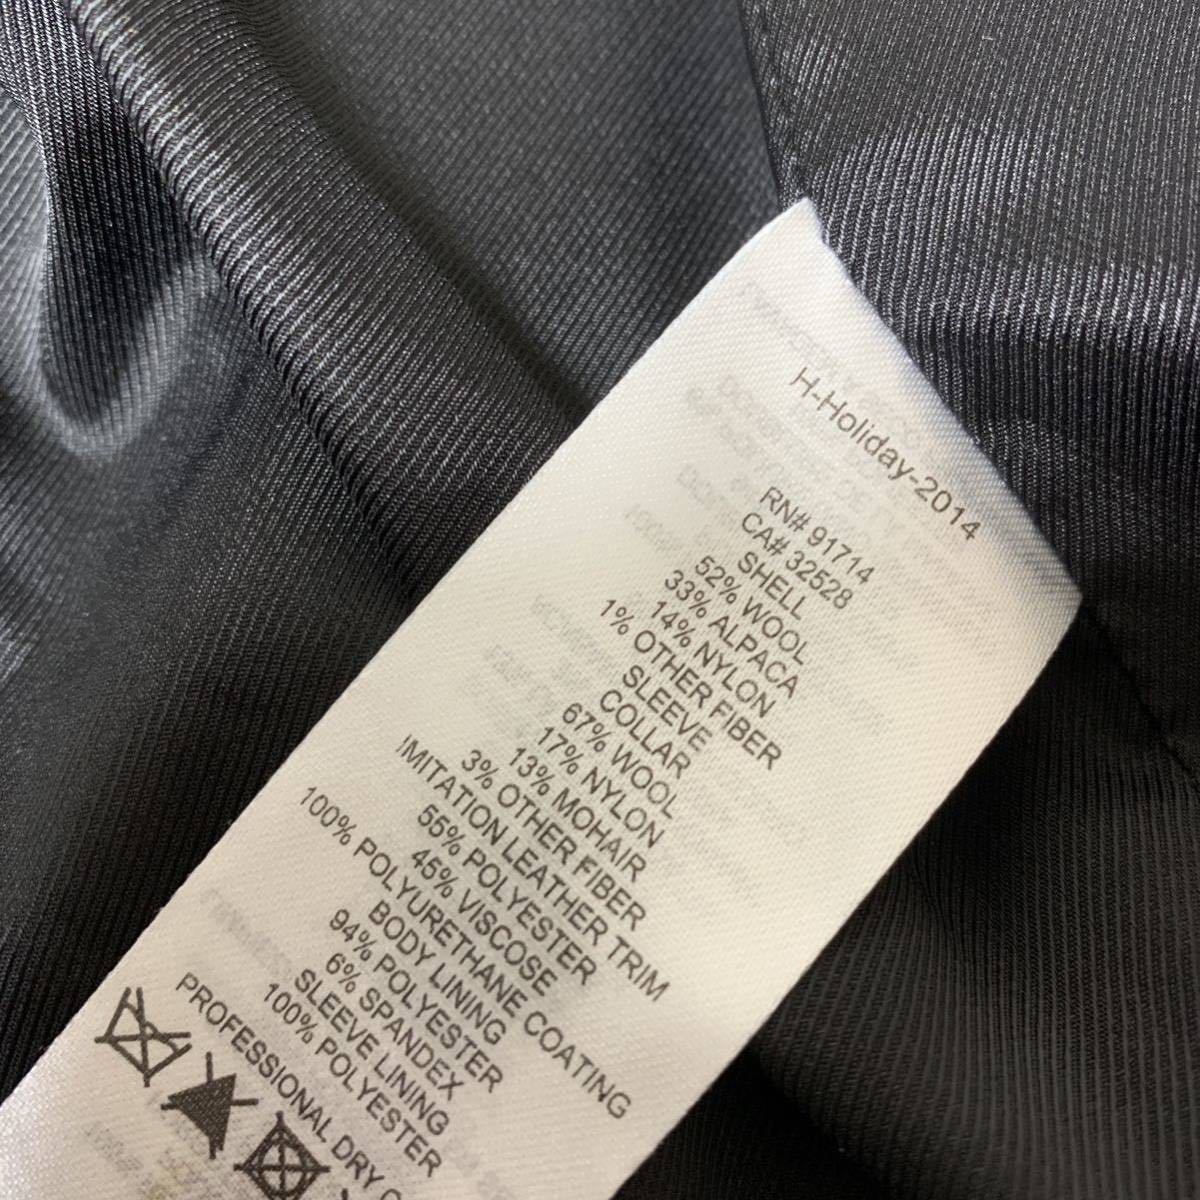 H-Holiday-2014
RN# 91714
CA# 32528
SHELL
52% WOOL
33% ALPACA
14% NYLON
1% OTHER FIBER
SLEEVE
COLLAR
67% WOOL
17% NYLON
13% MOHAIR
3% OTHER FIBER
IMITATION LEATHER TRIM
55% POLYESTER
45% VISCOSE
100% POLYURETHANE COATING
BODY LINING
94% POLYESTER
6% SPANDEX
SLEEVE LINING
100% POLYESTER
PROFESSIONAL DRY